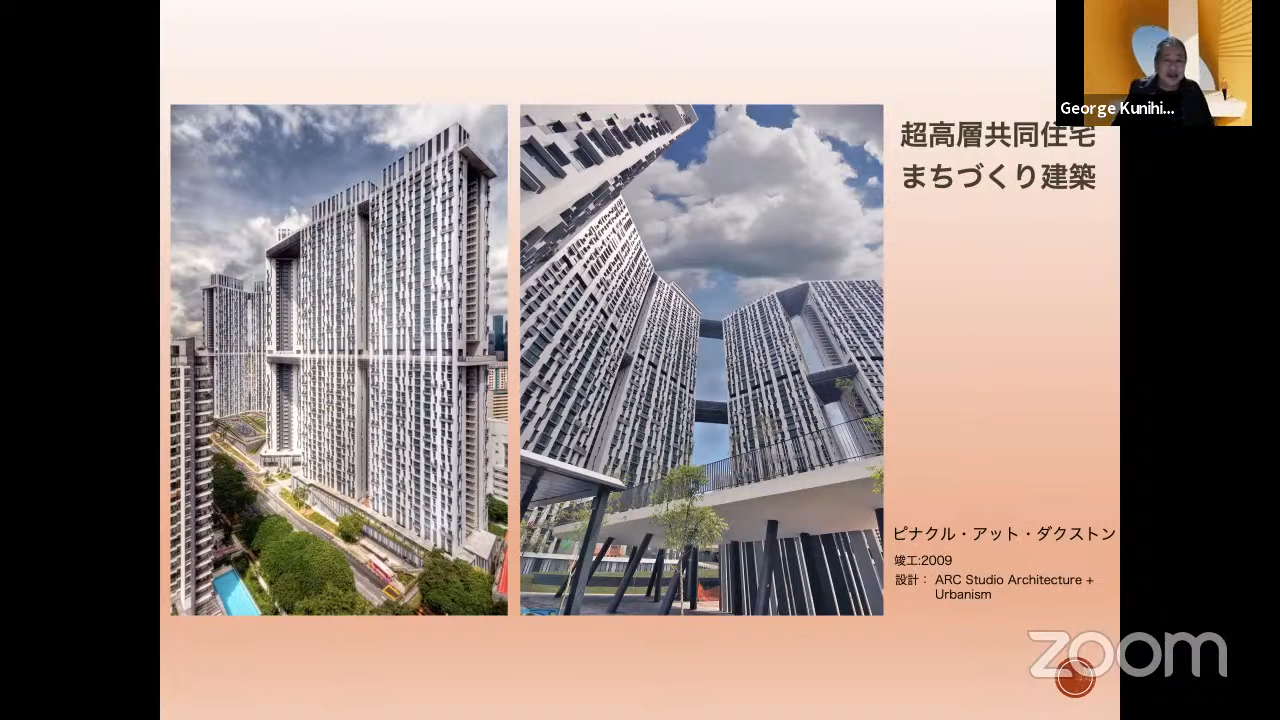 George Kunihi...
超高層共同住宅
まちづくり建築
ピナクル・アット・ダクストン
竣工:2009
設計： ARC Studio Architecture +
Urbanism
zoom